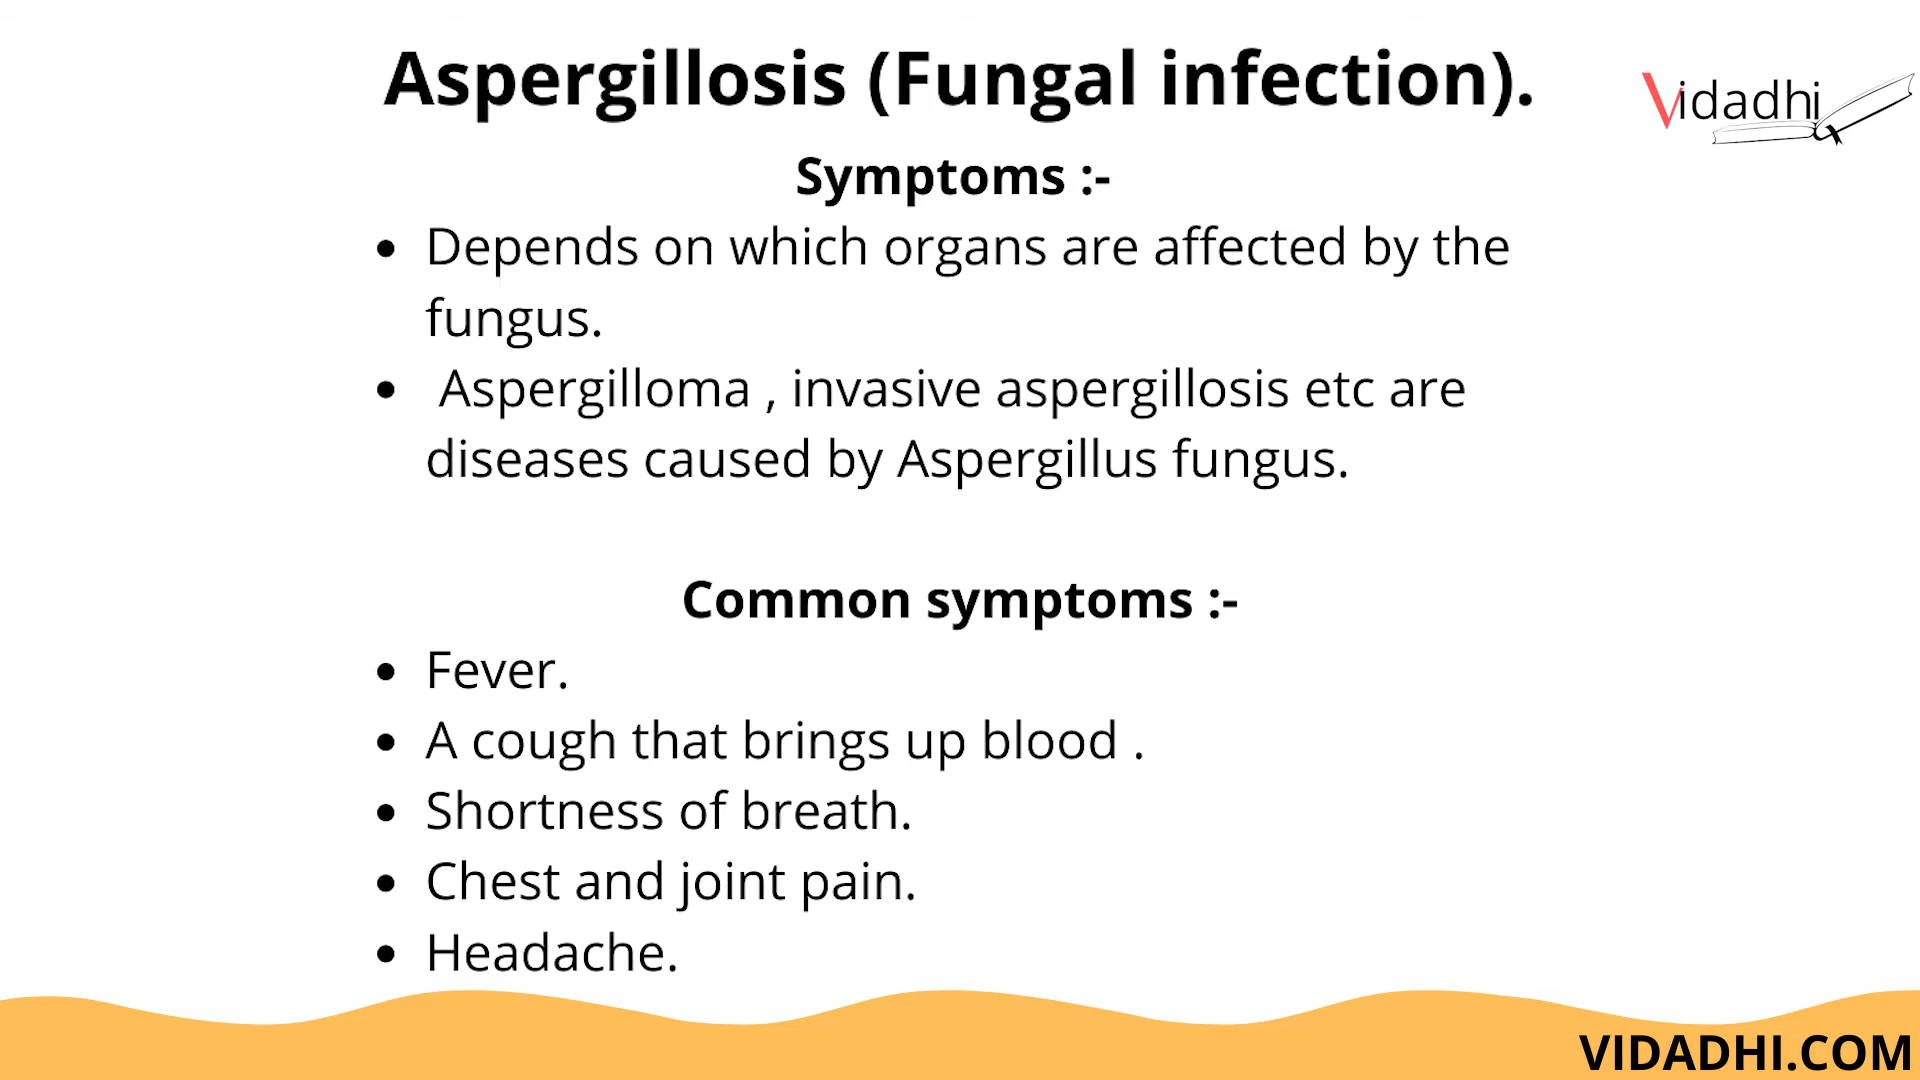 Aspergillosis (Fungal infection).
Vidadhi
Symptoms :-
• Depends on which organs are affected by the
fungus.
• Aspergilloma , invasive aspergillosis etc are
diseases caused by Aspergillus fungus.
Common symptoms :-
• Fever.
• A cough that brings up blood .
• Shortness of breath.
• Chest and joint pain.
• Headache.
VIDADHI.COM